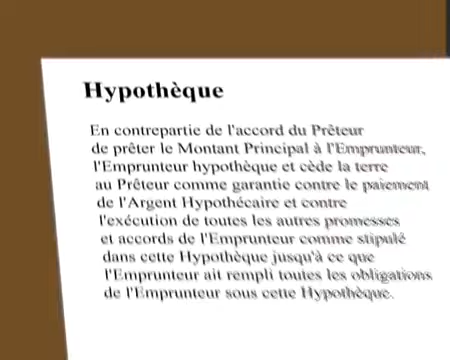 Hypothèque
En contrepartie de l'accord du Prêteur
de prêter le Montant Principal à l'Emprunteur,
l'Emprunteur hypothèque et cède la terre
au Prêteur comme garantie contre le paiement
de l'Argent Hypothécaire et contre
l'exécution de toutes les autres promesses
et accords de l'Emprunteur comme stipulé
dans cette Hypothèque jusqu'à ce que
l'Emprunteur ait rempli toutes les obligations
de l'Emprunteur sous cette Hypothèque.